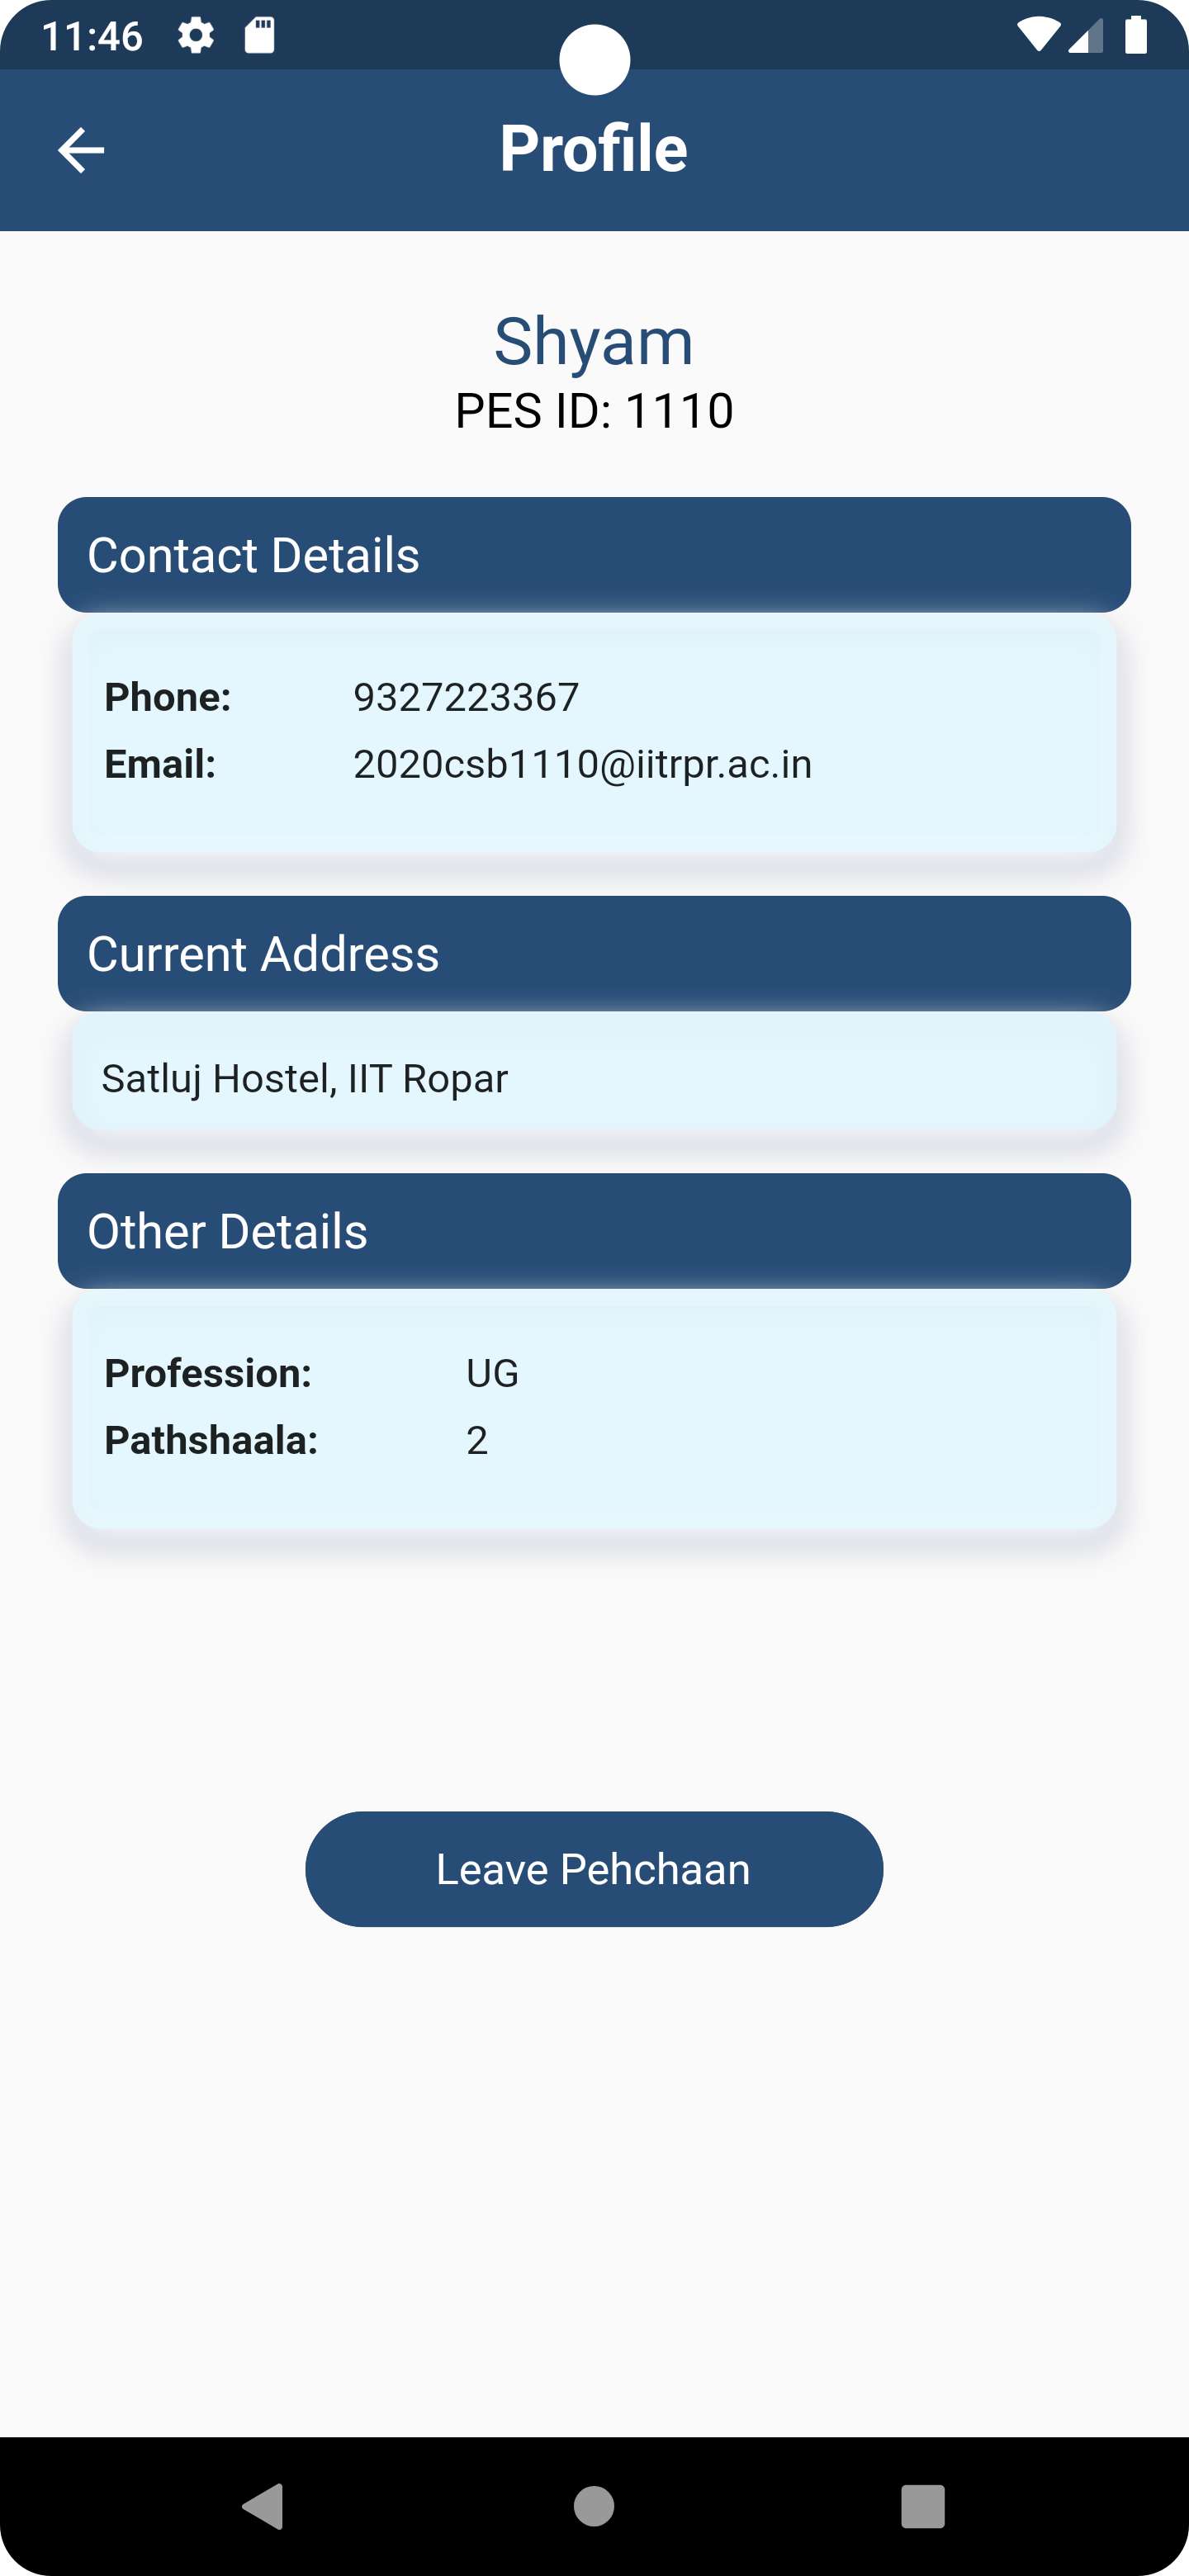 11:46
Profile
Shyam
PES ID: 1110
Contact Details
Phone: 9327223367
Email: 2020csb1110@iitrpr.ac.in
Current Address
Satluj Hostel, IIT Ropar
Other Details
Profession: UG
Pathshaala: 2
Leave Pehchaan